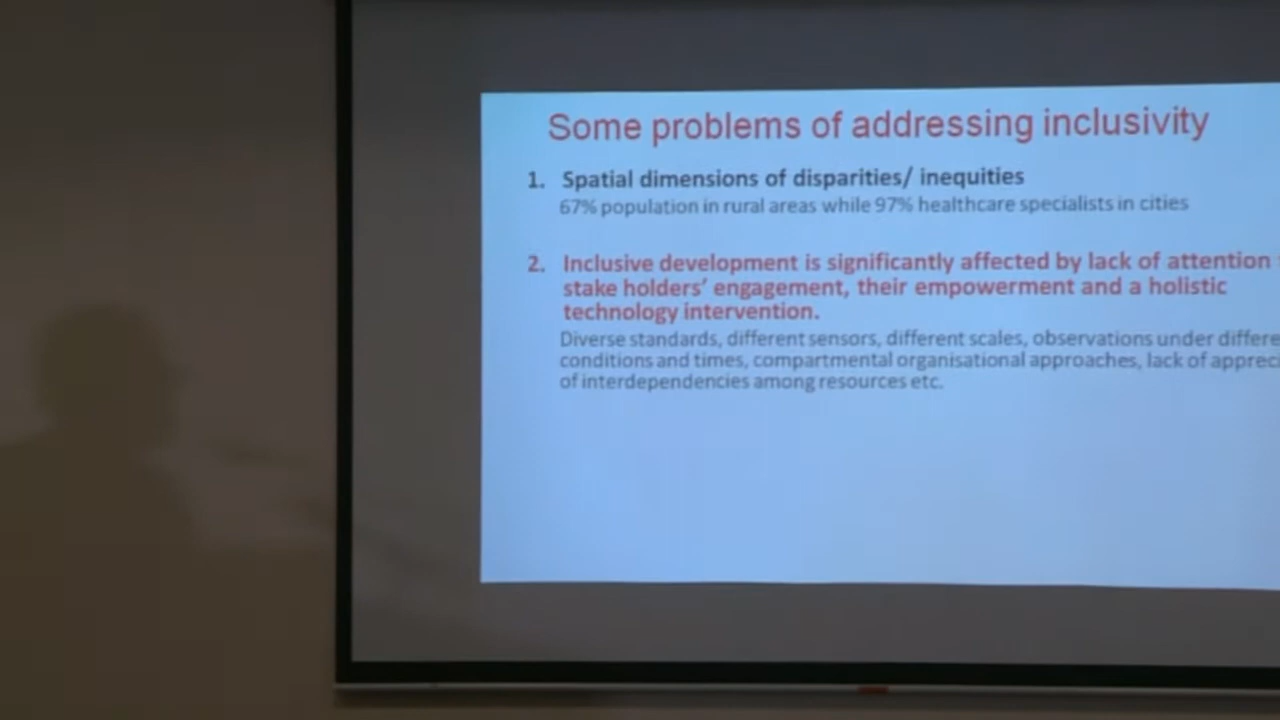 Some problems of addressing inclusivity
1. Spatial dimensions of disparities/ inequities
67% population in rural areas while 97% healthcare specialists in cities
2. Inclusive development is significantly affected by lack of attention
stake holders' engagement, their empowerment and a holistic
technology intervention.
Diverse standards, different sensors, different scales, observations under
conditions and times, compartmental organisational approaches, lack of
of interdependencies among resources etc.